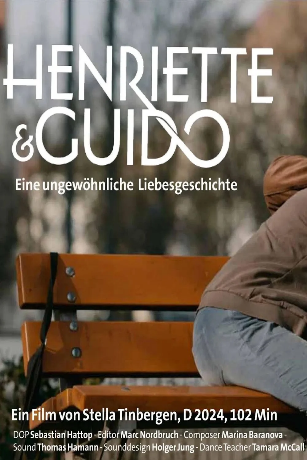 HENRIETTE
&GUIDO
Eine ungewöhnliche Liebesgeschichte
Ein Film von Stella Tinbergen, D 2024, 102 Min
DOP Sebastian Hattop - Editor Marc Nordbruch - Composer Marina Baranova -
Sound Thomas Hamann - Sounddesign Holger Jung - Dance Teacher Tamara McCall